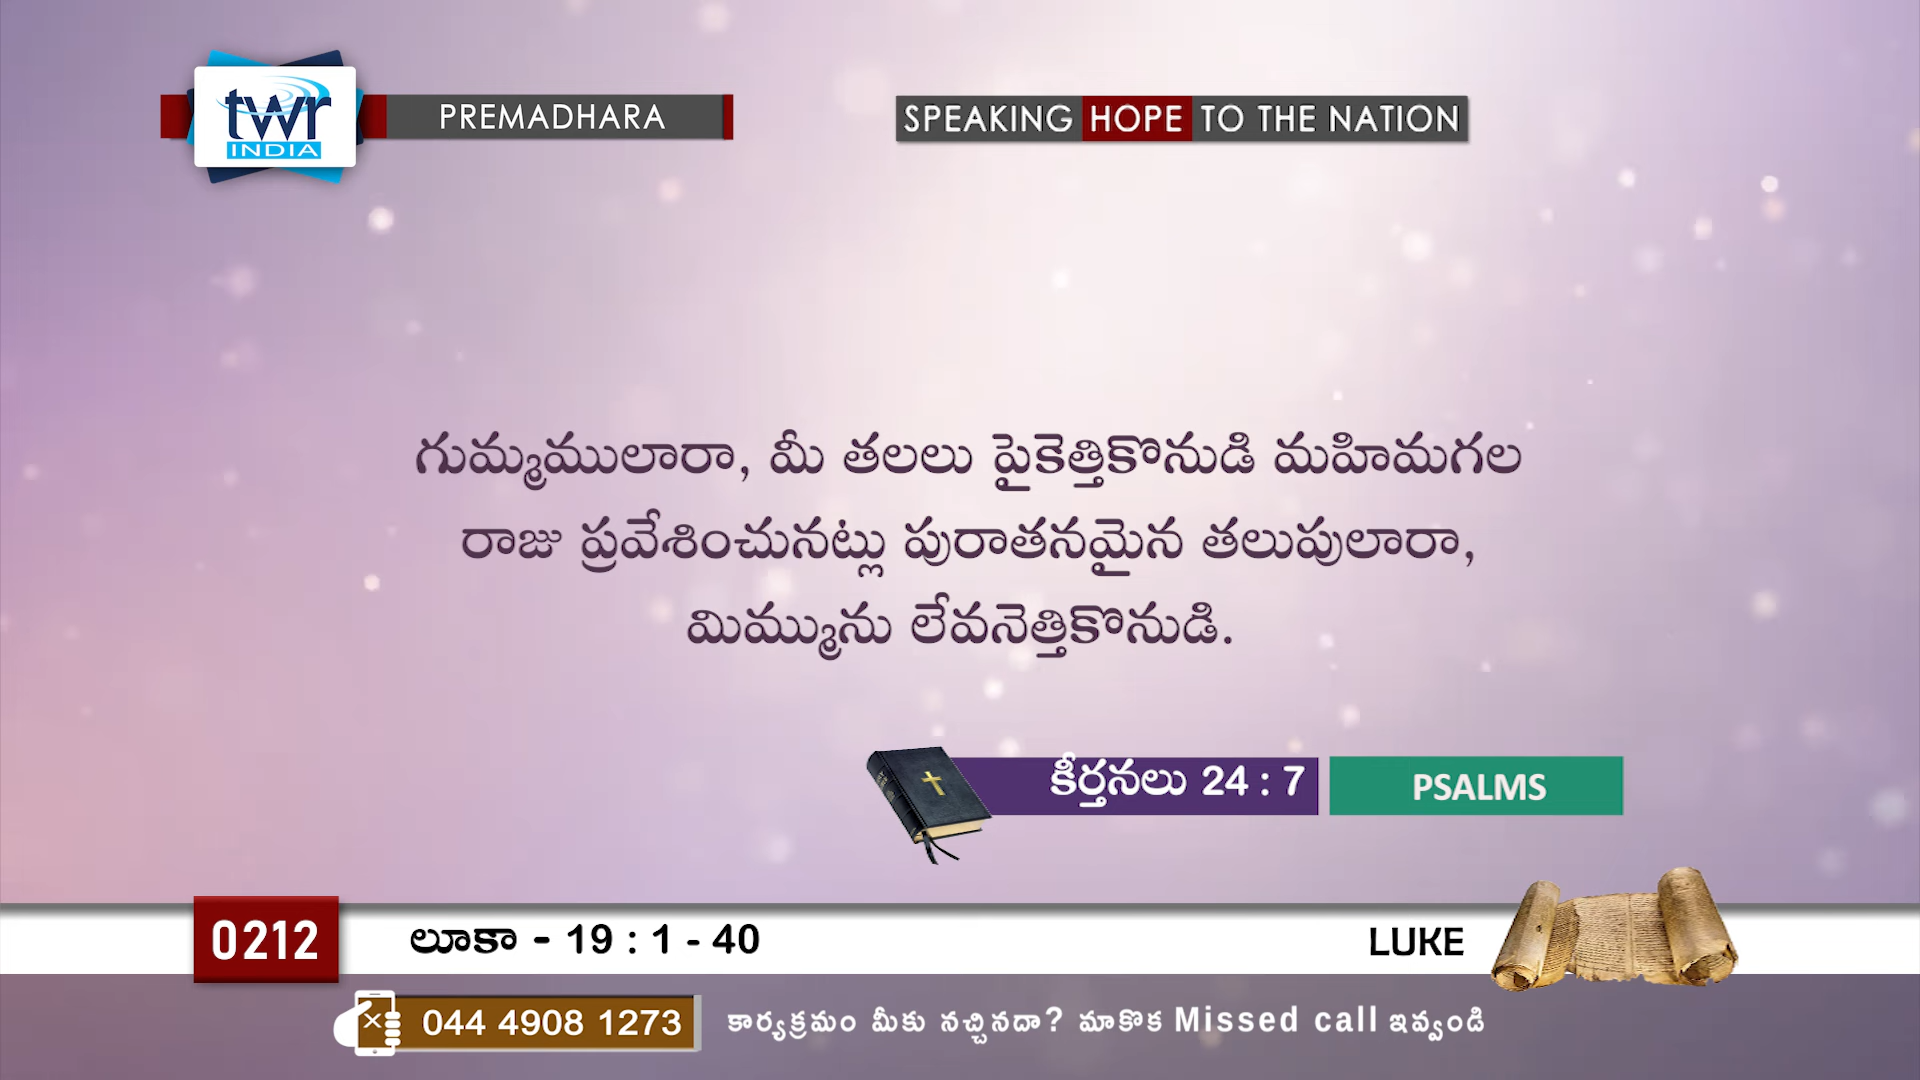 twr
INDIA
PREMADHARA
SPEAKING HOPE TO THE NATION
గుమ్మములారా, మీ తలలు పైకెత్తికొనుడి మహిమగల
రాజు ప్రవేశించునట్లు పురాతనమైన తలుపులారా,
మిమ్మును లేవనెత్తికొనుడి.
కీర్తనలు 24 : 7
PSALMS
0212
లూకా - 19 : 1 - 40
LUKE
044 4908 1273
కార్యక్రమం మీకు నచ్చినదా? మాకొక Missed call ఇవ్వండి